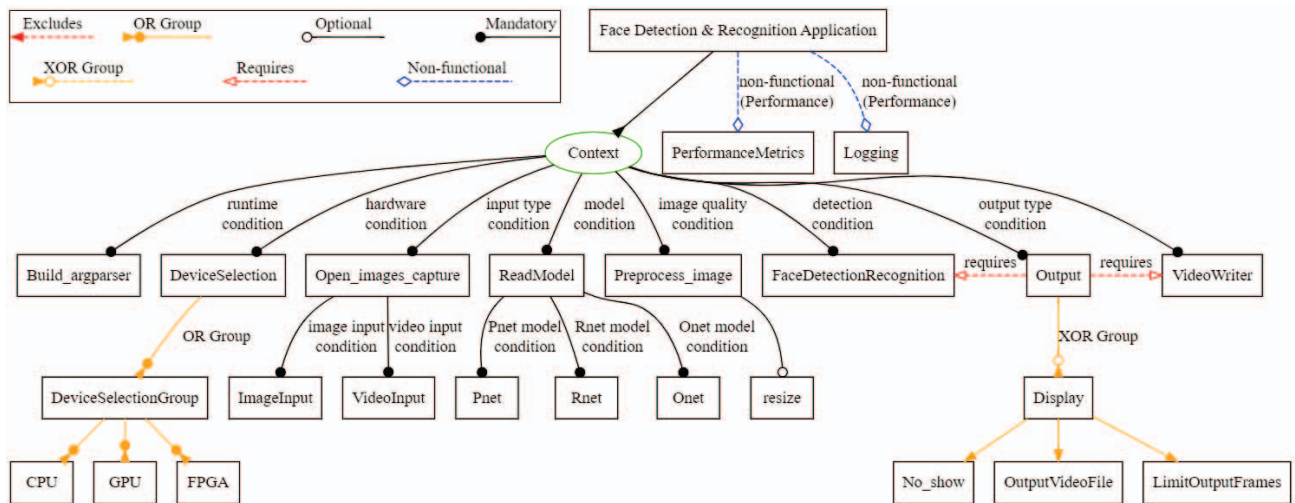 Excludes
OR Group
Optional
Mandatory
XOR Group
Requires
Non-functional
Face Detection & Recognition Application
non-functional
(Performance)
non-functional
(Performance)
PerformanceMetrics
Logging
Context
runtime
condition
hardware
condition
input type
condition
model
condition
image quality
condition
detection
condition
output type
condition
Build_argparser
DeviceSelection
Open_images_capture
ReadModel
Preprocess_image
FaceDetectionRecognition
requires
Output
requires
VideoWriter
OR Group
image input
condition
video input
condition
Pnet model
condition
Rnet model
condition
Onet model
condition
XOR Group
DeviceSelectionGroup
ImageInput
VideoInput
Pnet
Rnet
Onet
resize
Display
CPU
GPU
FPGA
No_show
OutputVideoFile
LimitOutputFrames